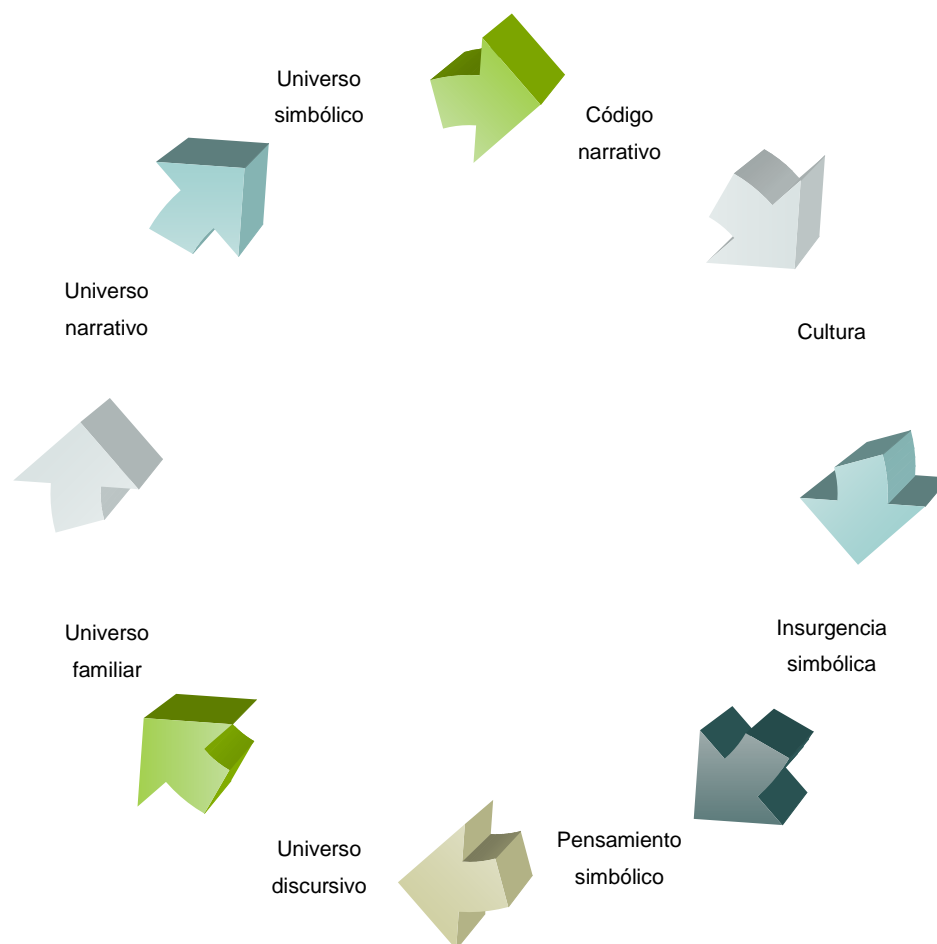 Universo
simbólico
Código
narrativo
Cultura
Insurgencia
simbólica
Pensamiento
simbólico
Universo
discursivo
Universo
familiar
Universo
narrativo